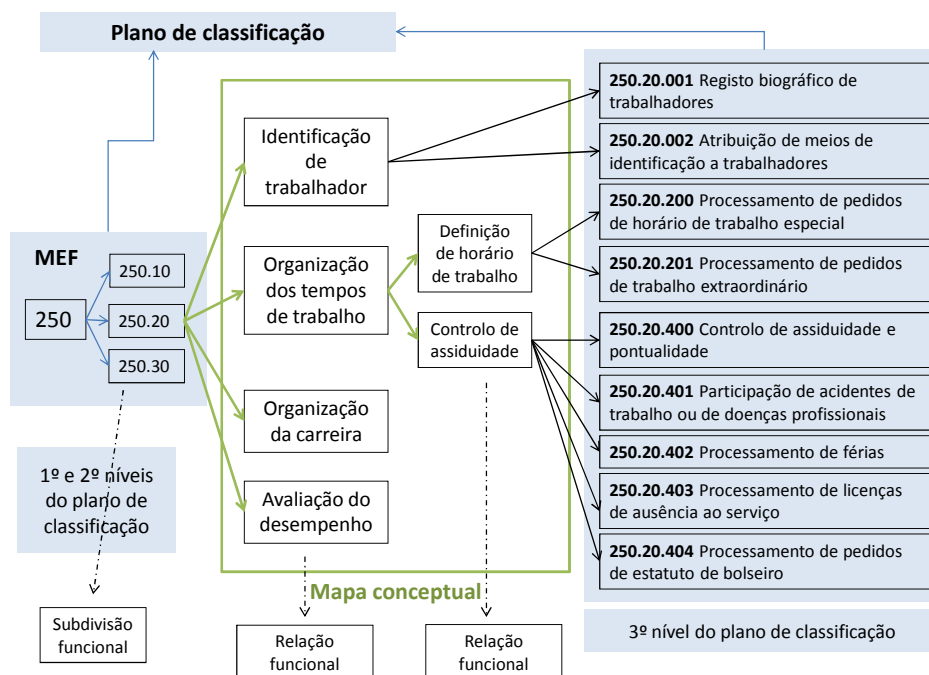 Plano de classificação
MEF
250
250.10
250.20
250.30
1º e 2º níveis
do plano de
classificação
Subdivisão
funcional
Identificação
de
trabalhador
Organização
dos tempos
de trabalho
Organização
da carreira
Avaliação do
desempenho
Definição
de horário
de trabalho
Controlo de
assiduidade
Mapa conceptual
Relação
funcional
Relação
funcional
250.20.001 Registo biográfico de
trabalhadores
250.20.002 Atribuição de meios de
identificação a trabalhadores
250.20.200 Processamento de pedidos
de horário de trabalho especial
250.20.201 Processamento de pedidos
de trabalho extraordinário
250.20.400 Controlo de assiduidade e
pontualidade
250.20.401 Participação de acidentes de
trabalho ou de doenças profissionais
250.20.402 Processamento de férias
250.20.403 Processamento de licenças
de ausência ao serviço
250.20.404 Processamento de pedidos
de estatuto de bolseiro
3º nível do plano de classificação